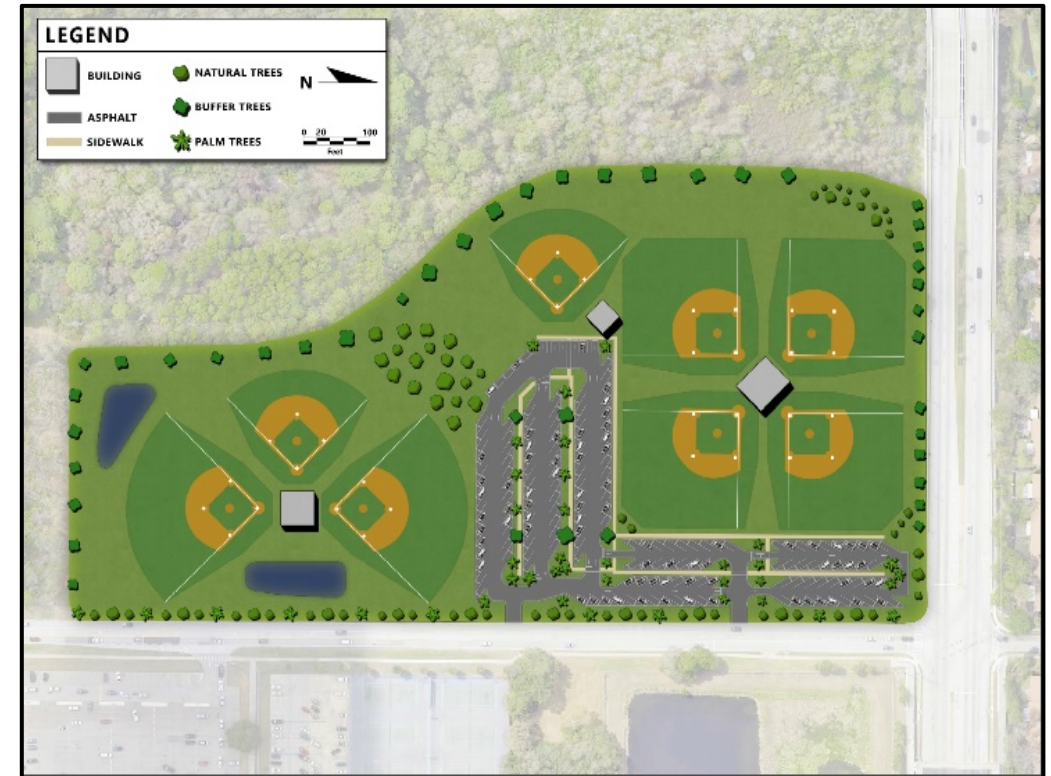 LEGEND
BUILDING
ASPHALT
SIDEWALK
NATURAL TREES
BUFFER TREES
PALM TREES
N
0 20 100
Feet